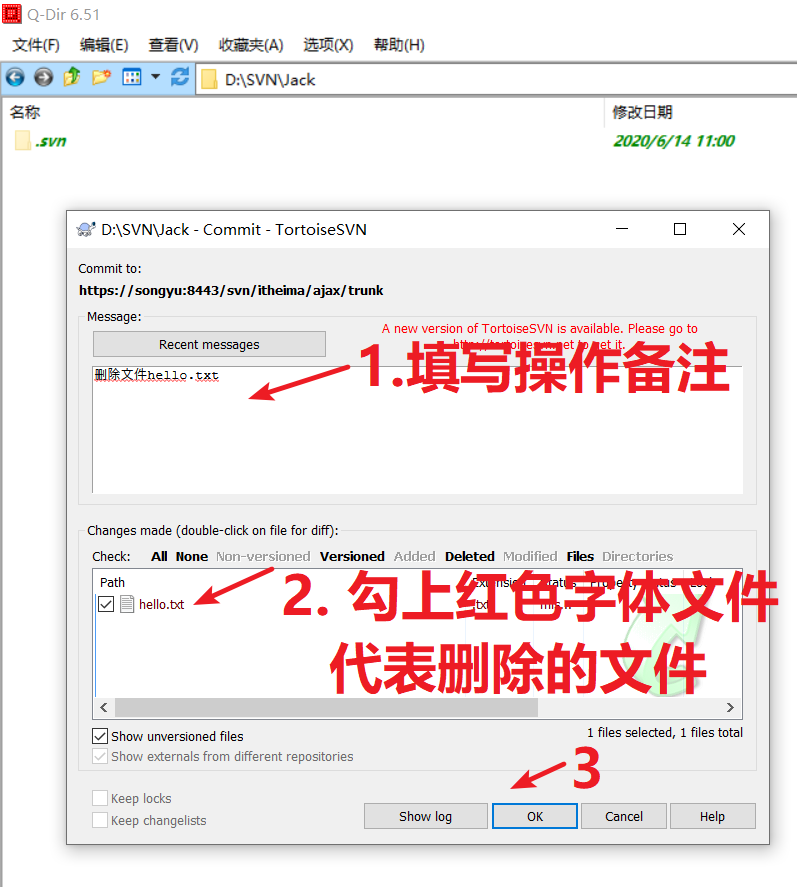 Q-Dir 6.51
文件(F) 编辑(E) 查看(V) 收藏夹(A) 选项(X) 帮助(H)
D:\SVN\Jack
名称 修改日期
.svn 2020/6/14 11:00
D:\SVN\Jack - Commit - TortoiseSVN
Commit to:
https://songyu:8443/svn/itheima/ajax/trunk
Message:
A new version of TortoiseSVN is available. Please go to
http://tortoisesvn.net to get it.
Recent messages
1.填写操作备注
删除文件hello.txt
Changes made (double-click on file for diff):
Check: All None Non-versioned Versioned Added Deleted Modified Files Directories
Path Extension Status
hello.txt
2. 勾上红色字体文件
代表删除的文件
Show unversioned files
1 files selected, 1 files total
Show externals from different repositories
3
Keep locks
Keep changelists
Show log OK Cancel Help